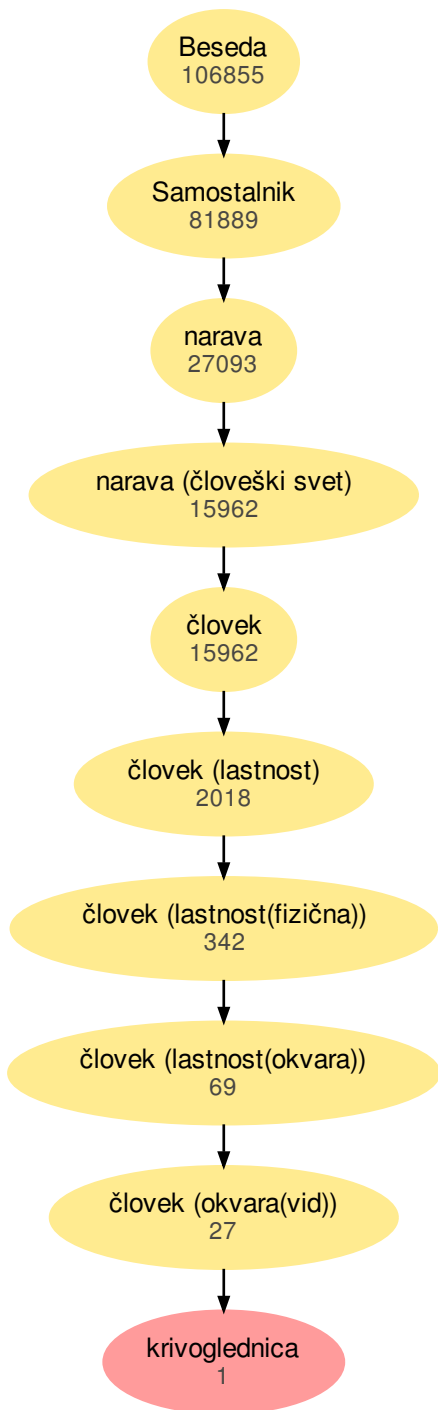 Beseda
106855
Samostalnik
81889
narava
27093
narava (človeški svet)
15962
človek
15962
človek (lastnost)
2018
človek (lastnost(fizična))
342
človek (lastnost(okvara))
69
človek (okvara(vid))
27
krivoglednica
1